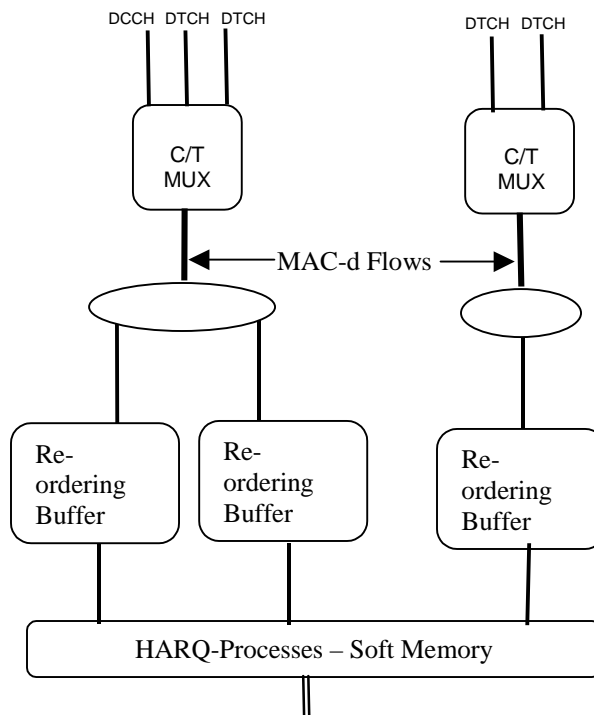 DCCH DTCH DTCH
DTCH DTCH
C/T
MUX
C/T
MUX
MAC-d Flows
Re-
ordering
Buffer
Re-
ordering
Buffer
Re-
ordering
Buffer
HARQ-Processes – Soft Memory